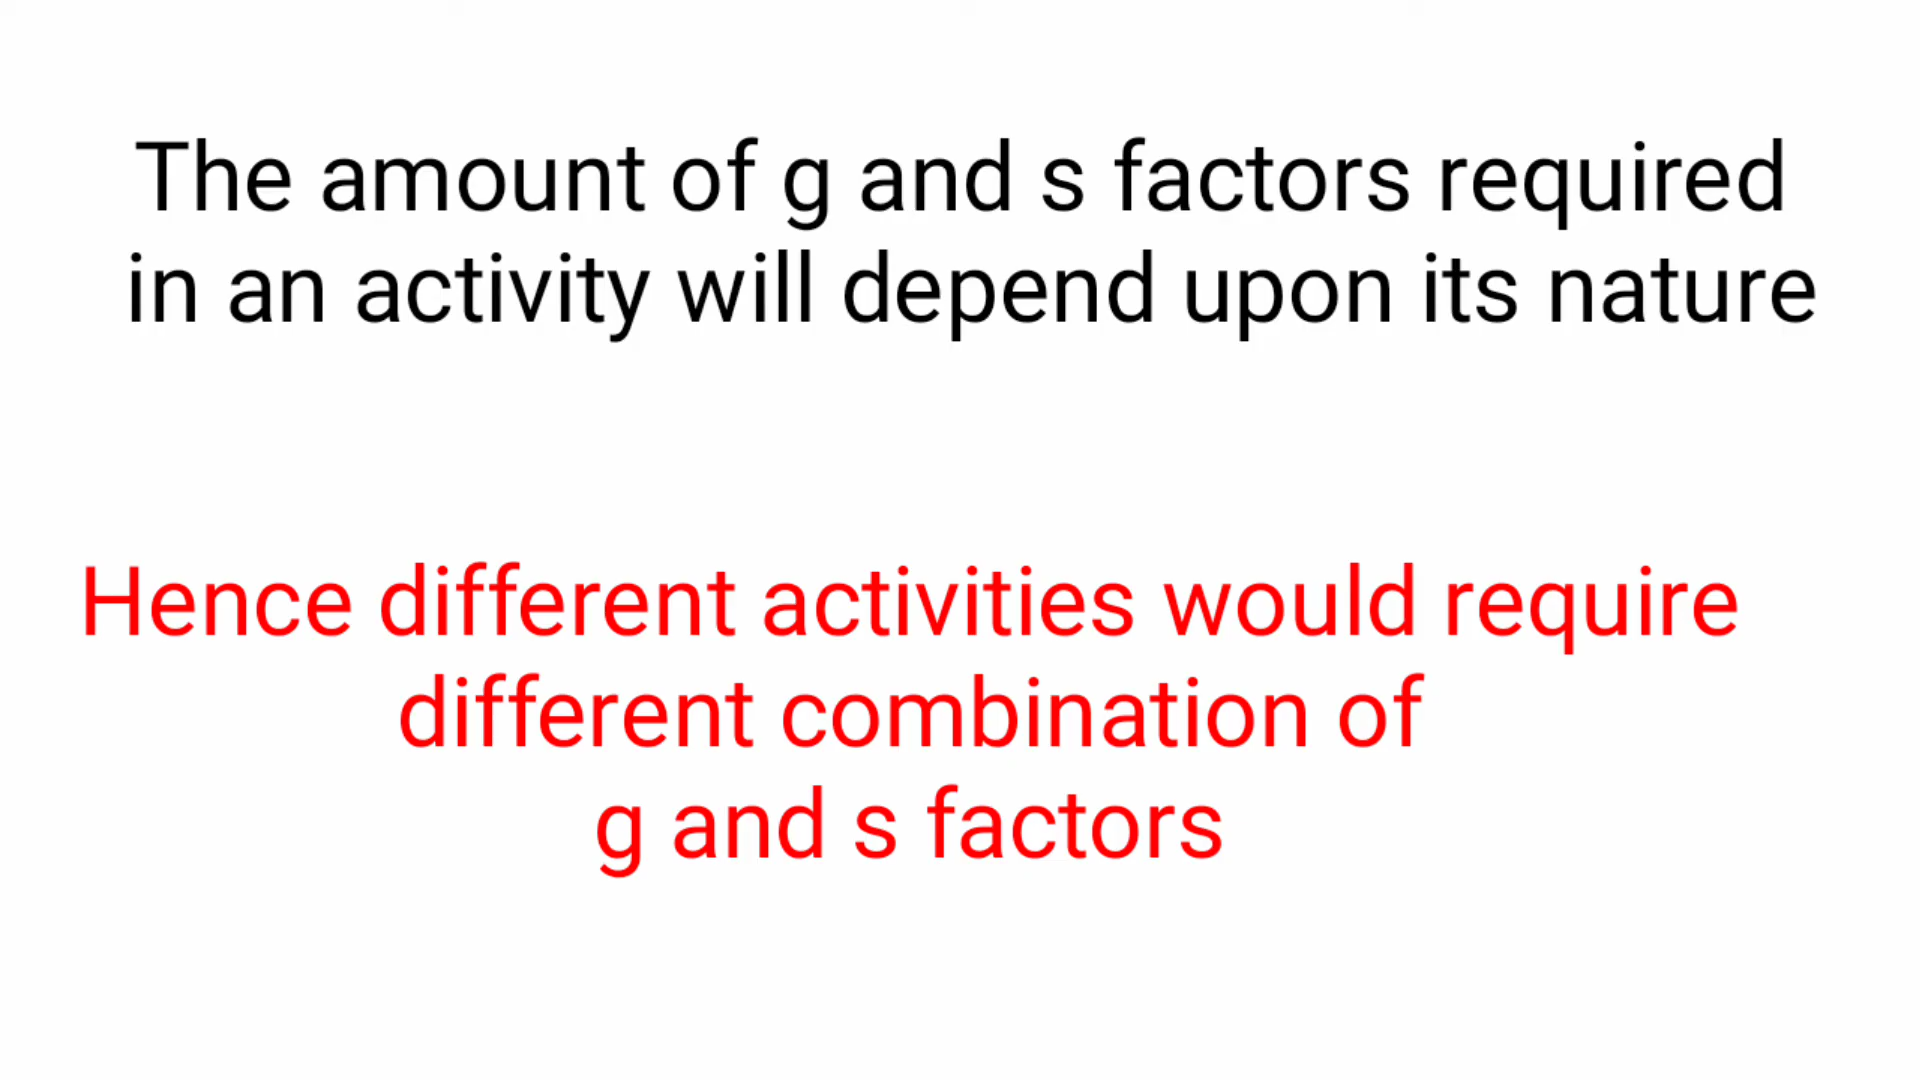 The amount of g and s factors required
in an activity will depend upon its nature
Hence different activities would require
different combination of
g and s factors